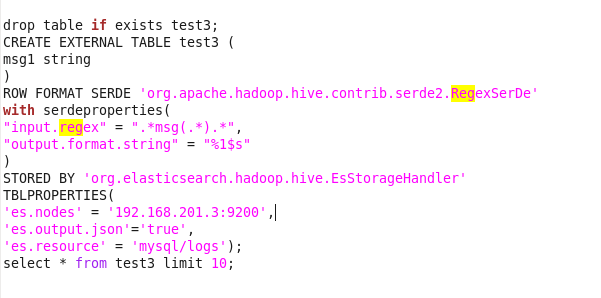 drop table if exists test3;
CREATE EXTERNAL TABLE test3 (
msg1 string
)
ROW FORMAT SERDE 'org.apache.hadoop.hive.contrib.serde2.RegexSerDe'
with serdeproperties(
"input.regex" = ".*msg(.*).*",
"output.format.string" = "%1$s"
)
STORED BY 'org.elasticsearch.hadoop.hive.EsStorageHandler'
TBLPROPERTIES(
'es.nodes' = '192.168.201.3:9200',
'es.output.json'='true',
'es.resource' = 'mysql/logs');
select * from test3 limit 10;